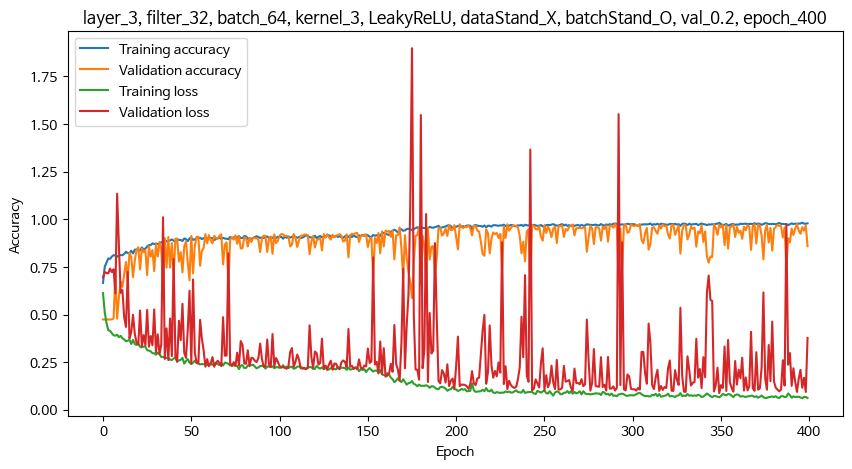 layer_3, filter_32, batch_64, kernel_3, LeakyReLU, dataStand_X, batchStand_O, val_0.2, epoch_400
Training accuracy
Validation accuracy
Training loss
Validation loss
Accuracy
1.75
1.50
1.25
1.00
0.75
0.50
0.25
0.00
0 50 100 150 200 250 300 350 400
Epoch